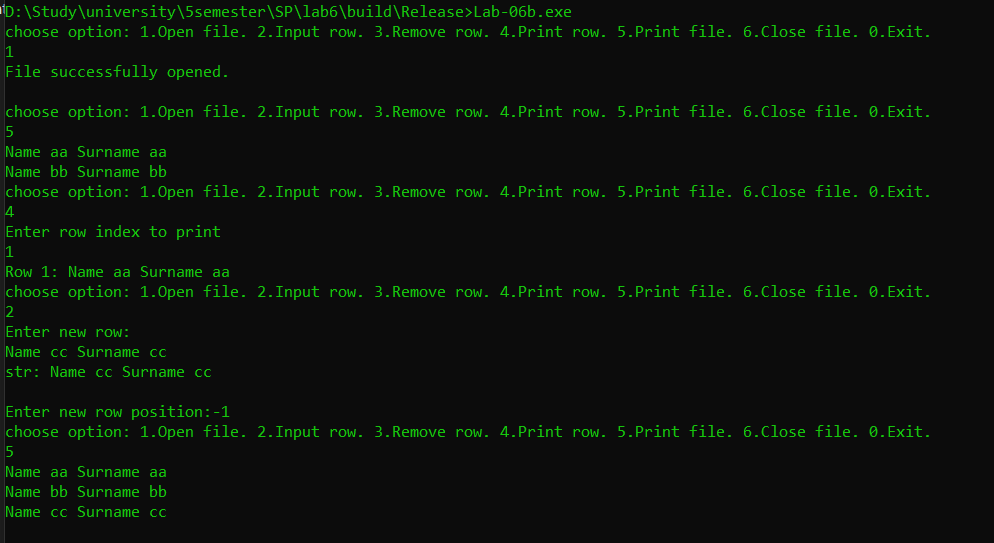 D:\Study\university\5semester\SP\lab6\build\Release>Lab-06b.exe
choose option: 1.Open file. 2.Input row. 3.Remove row. 4.Print row. 5.Print file. 6.Close file. 0.Exit.
1
File successfully opened.
choose option: 1.Open file. 2.Input row. 3.Remove row. 4.Print row. 5.Print file. 6.Close file. 0.Exit.
5
Name aa Surname aa
Name bb Surname bb
choose option: 1.Open file. 2.Input row. 3.Remove row. 4.Print row. 5.Print file. 6.Close file. 0.Exit.
4
Enter row index to print
1
Row 1: Name aa Surname aa
choose option: 1.Open file. 2.Input row. 3.Remove row. 4.Print row. 5.Print file. 6.Close file. 0.Exit.
2
Enter new row:
Name cc Surname cc
str: Name cc Surname cc
Enter new row position:-1
choose option: 1.Open file. 2.Input row. 3.Remove row. 4.Print row. 5.Print file. 6.Close file. 0.Exit.
5
Name aa Surname aa
Name bb Surname bb
Name cc Surname cc